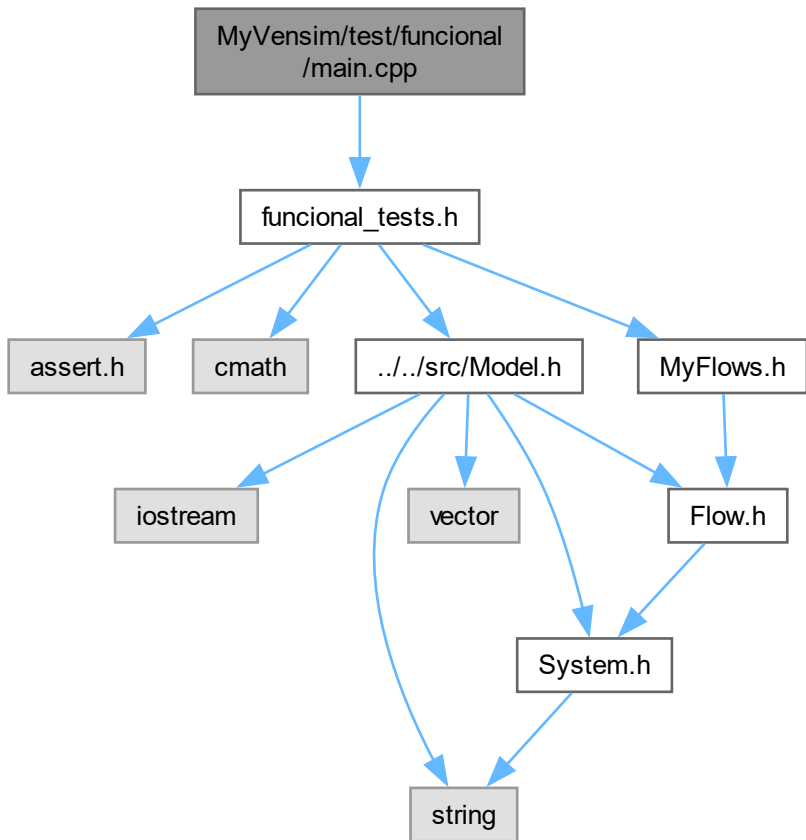 MyVensim/test/funcional
/main.cpp
funcional_tests.h
assert.h
cmath
../../src/Model.h
MyFlows.h
iostream
vector
Flow.h
System.h
string